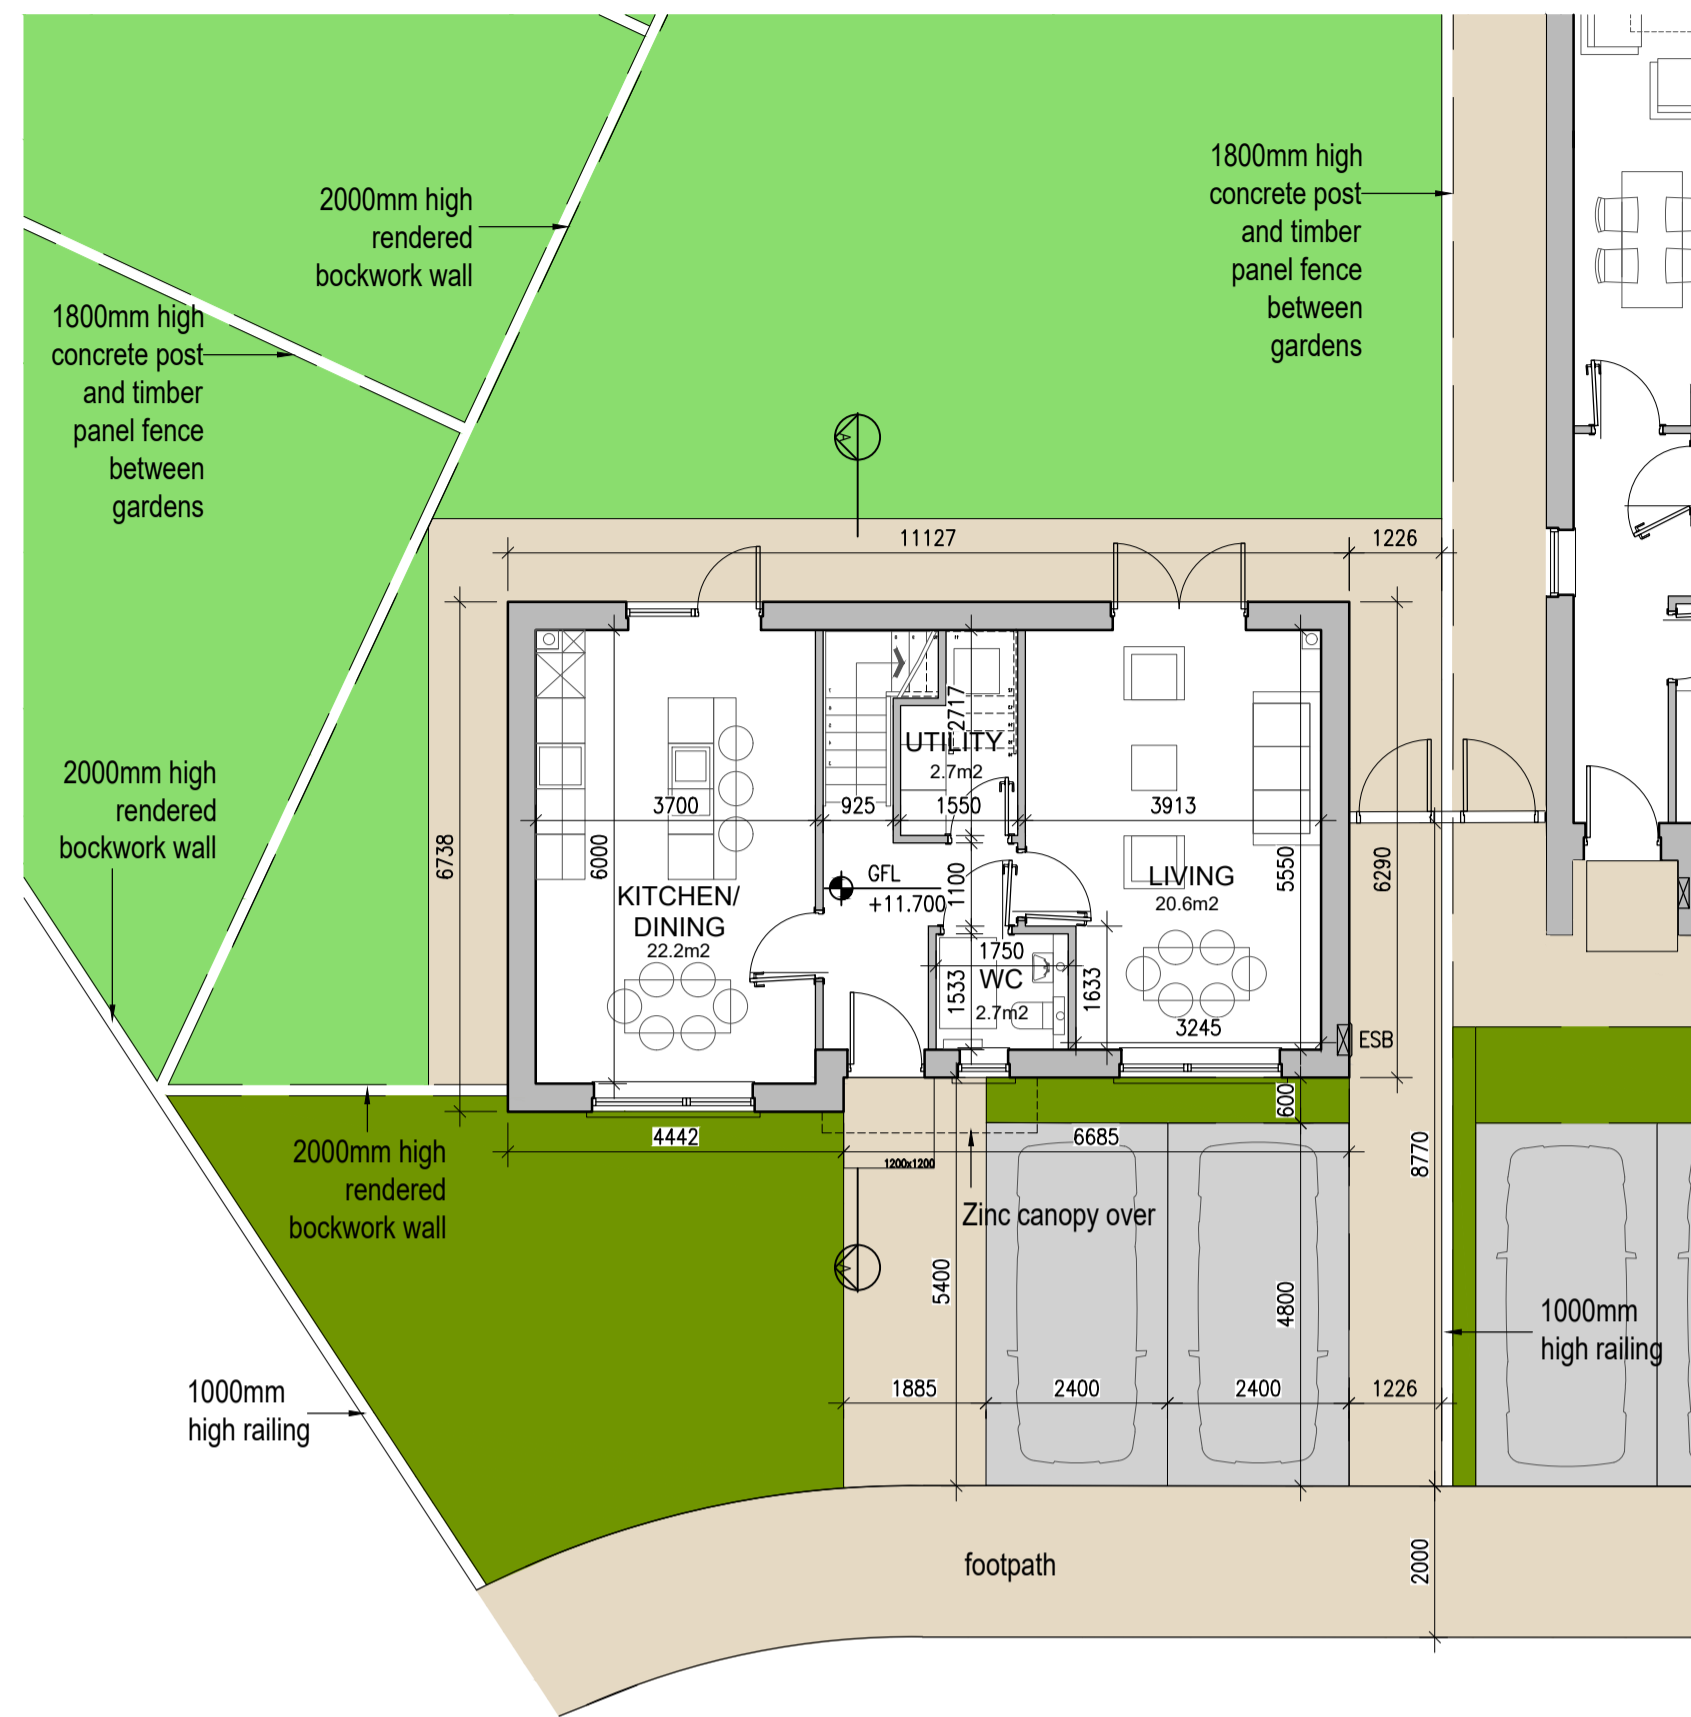 2000mm high
rendered
bockwork wall
1800mm high
concrete post
and timber
panel fence
between
gardens
1800mm high
concrete post
and timber
panel fence
between
gardens
11127
1226
2000mm high
rendered
bockwork wall
6738
6000
3700
925
1550
3913
2717
UTILITY
2.7m2
KITCHEN/
DINING
22.2m2
GFL
+11.700
1100
LIVING
20.6m2
5550
6290
1750
WC
2.7m2
1533
1633
3245
ESB
600
4442
6685
1200x1200
8770
2000mm high
rendered
bockwork wall
Zinc canopy over
5400
4800
1000mm
high railing
1885
2400
2400
1226
1000mm
high railing
footpath
2000